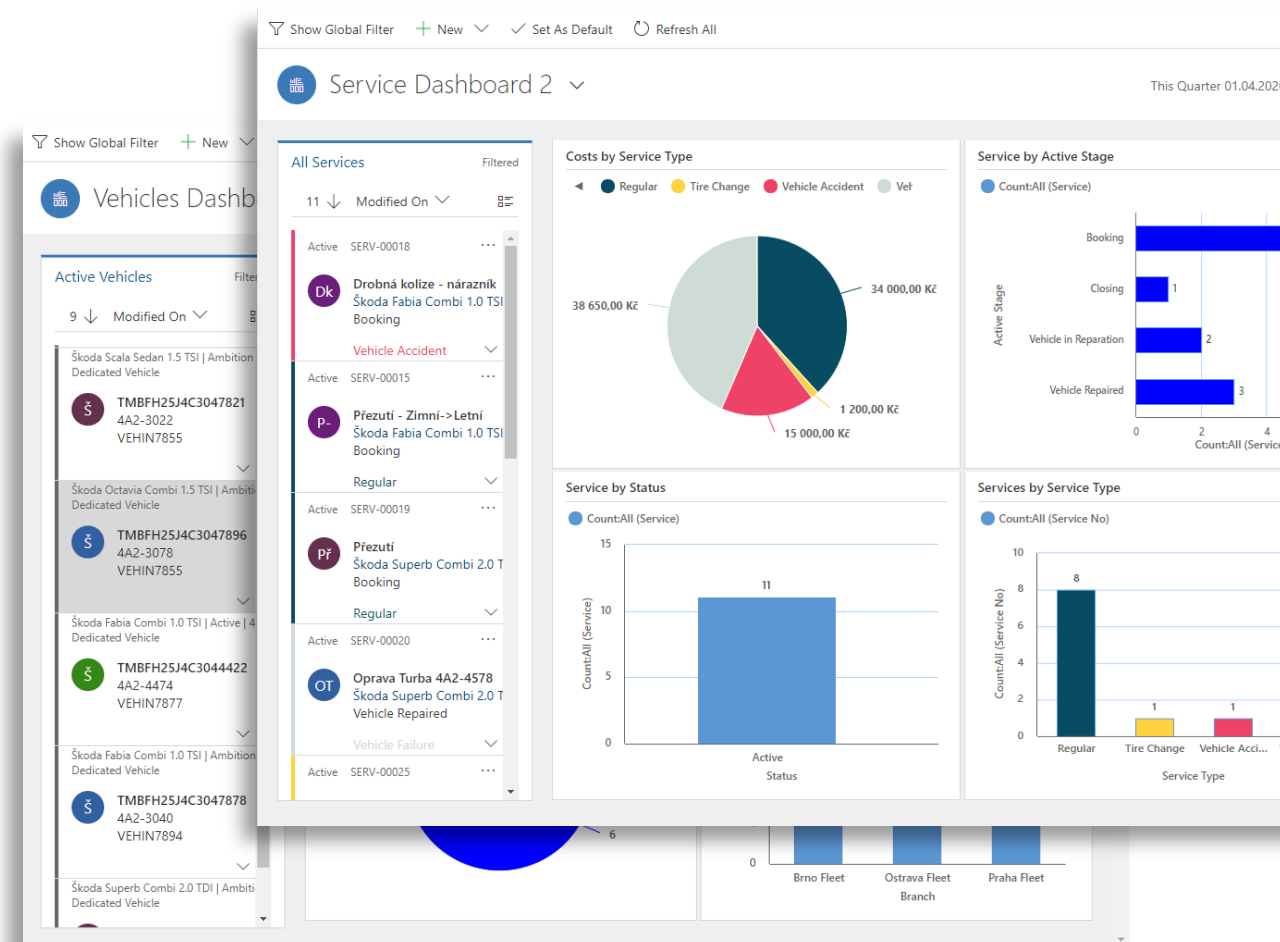 Show Global Filter
New
Set As Default
Refresh All
Service Dashboard 2
This Quarter 01.04.202
All Services
Filtered
11
Modified On
Active SERV-00018
...
Dk
Drobná kolize - nárazník
Škoda Fabia Combi 1.0 TSI
Booking
Vehicle Accident
Active SERV-00015
...
P-
Přezutí - Zimní->Letní
Škoda Fabia Combi 1.0 TSI
Booking
Regular
Active SERV-00019
...
Př
Přezutí
Škoda Superb Combi 2.0 T
Booking
Regular
Active SERV-00020
...
OT
Oprava Turba 4A2-4578
Škoda Superb Combi 2.0 T
Vehicle Repaired
Vehicle Failure
Active SERV-00025
...
Costs by Service Type
Regular
Tire Change
Vehicle Accident
38 650,00 Kč
34 000,00 Kč
1 200,00 Kč
15 000,00 Kč
Service by Active Stage
Count:All (Service)
Active Stage
Booking
Closing
1
Vehicle in Reparation
2
Vehicle Repaired
3
0
2
4
Count:All (Service
Service by Status
Count:All (Service)
Count:All (Service)
15
10
5
0
11
Active
Status
Services by Service Type
Count:All (Service No)
Count:All (Service No)
10
8
6
4
2
0
8
1
1
Regular
Tire Change
Vehicle Acci...
Service Type
Show Global Filter
New
Vehicles Dashb
Active Vehicles
Filter
9
Modified On
Škoda Scala Sedan 1.5 TSI | Ambition
Dedicated Vehicle
Š
TMBFH25J4C3047821
4A2-3022
VEHIN7855
Škoda Octavia Combi 1.5 TSI | Ambiti
Dedicated Vehicle
Š
TMBFH25J4C3047896
4A2-3078
VEHIN7855
Škoda Fabia Combi 1.0 TSI | Active | 4
Dedicated Vehicle
Š
TMBFH25J4C3044422
4A2-4474
VEHIN7877
Škoda Fabia Combi 1.0 TSI | Ambition
Dedicated Vehicle
Š
TMBFH25J4C3047878
4A2-3040
VEHIN7894
Škoda Superb Combi 2.0 TDI | Ambiti
Dedicated Vehicle
6
0
Brno Fleet
Ostrava Fleet
Praha Fleet
Branch